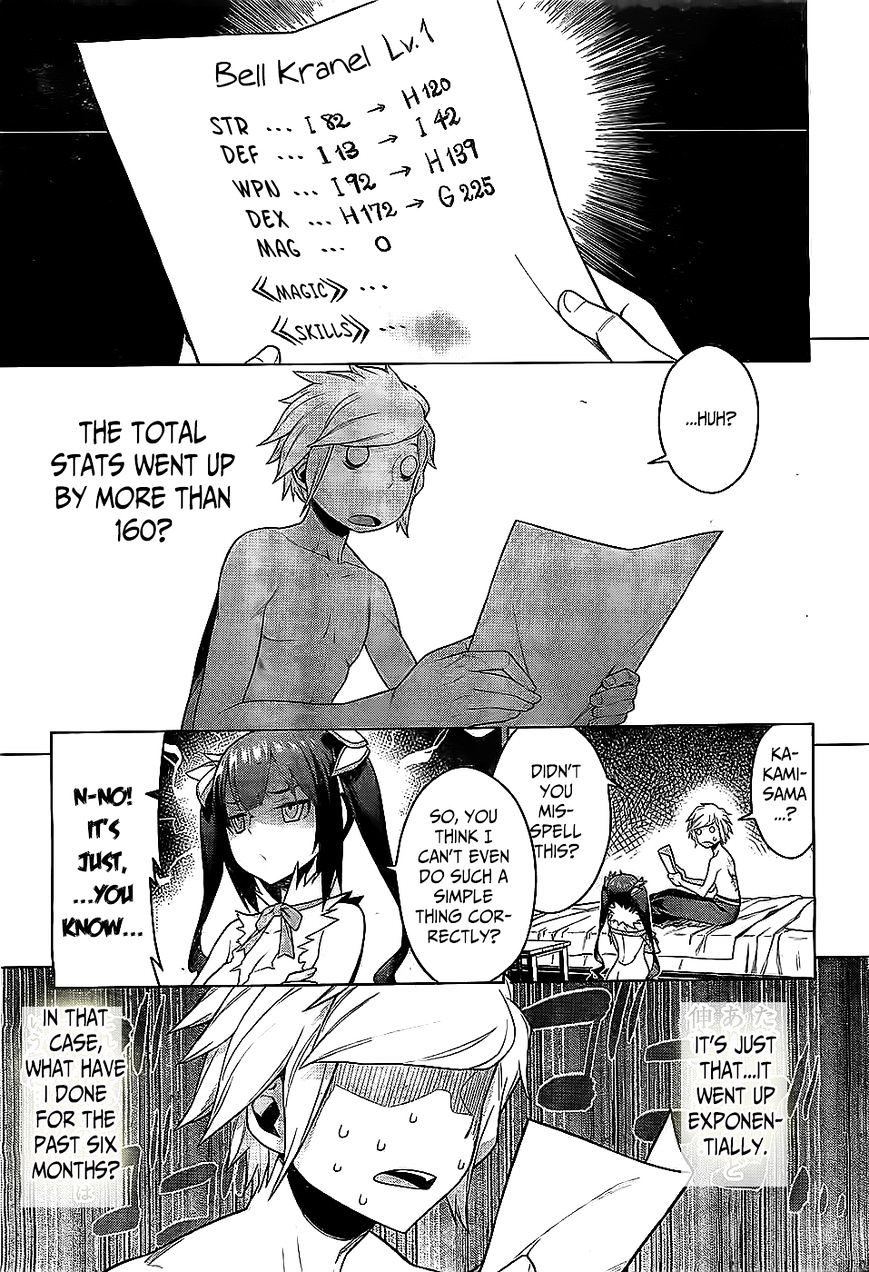 Bell Kranel Lv.1
STR ... I 82 → H 120
DEF ... I 13 → I 42
WPN ... I 92 → H 139
DEX ... H 172 → G 225
MAG ... 0
《MAGIC》 ...
《SKILLS》 ...
...HUH?
THE TOTAL
STATS WENT UP
BY MORE THAN
160?
KA-
KAMI-
SAMA
...?
DIDN'T
YOU
MIS-
SPELL
THIS?
SO, YOU
THINK I
CAN'T EVEN
DO SUCH A
SIMPLE
THING COR-
RECTLY?
N-NO!
IT'S
JUST,
...YOU
KNOW...
IT'S JUST
THAT...IT
WENT UP
EXPONEN-
TIALLY.
IN THAT
CASE,
WHAT HAVE
I DONE
FOR THE
PAST SIX
MONTHS?